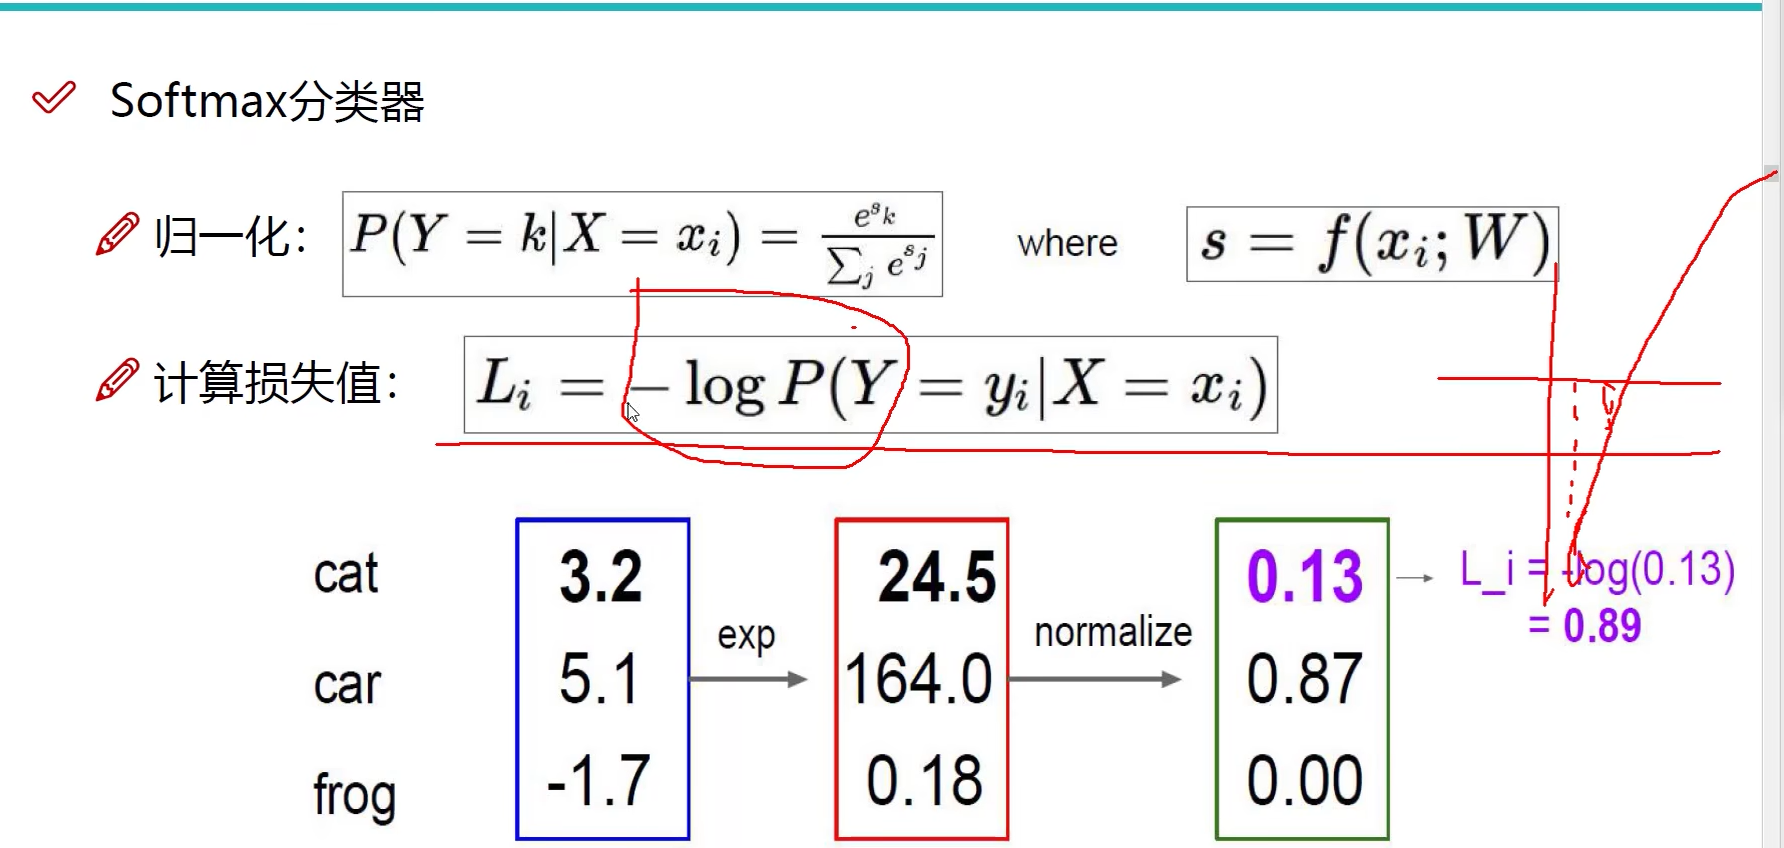 Softmax分类器
归一化： P(Y = k|X = x_i) = \frac{e^{s_k}}{\sum_j e^{s_j}} where s = f(x_i; W)
计算损失值： L_i = − log P(Y = y_i|X = x_i)
cat 3.2 24.5 0.13 L_i = -log(0.13)
= 0.89
exp normalize
car 5.1 164.0 0.87
frog -1.7 0.18 0.00